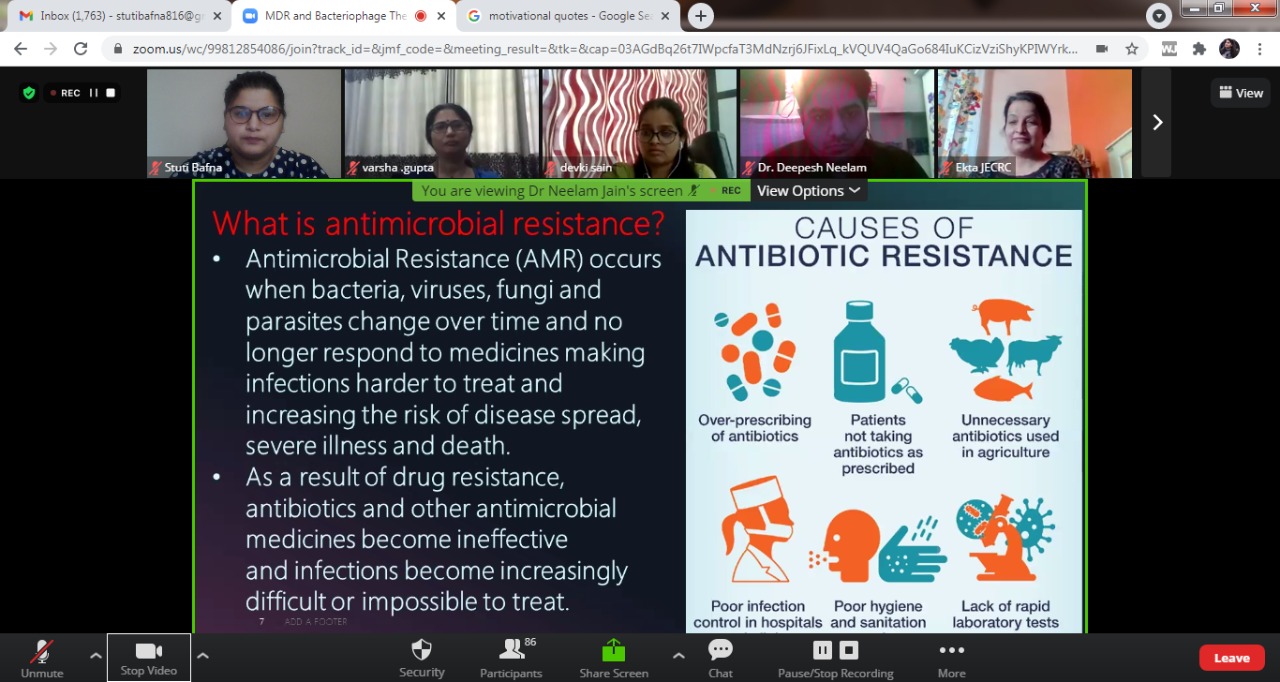 Inbox (1,763) - stutibafna816@gr
MDR and Bacteriophage The
motivational quotes - Google Sea
zoom.us/wc/99812854086/join?track_id=&jmf_code=&meeting_result=&tk=&cap=03AGdBq26t7IWpcfaT3MdNzrj6JFixLq_kVQUV4QaGo684IuKCizVziShyKPIWYrk...
REC
View
Stuti Bafna
varsha .gupta
devki sain
Dr. Deepesh Neelam
Ekta JECRC
You are viewing Dr Neelam Jain's screen
REC
View Options
What is antimicrobial resistance?
• Antimicrobial Resistance (AMR) occurs
when bacteria, viruses, fungi and
parasites change over time and no
longer respond to medicines making
infections harder to treat and
increasing the risk of disease spread,
severe illness and death.
• As a result of drug resistance,
antibiotics and other antimicrobial
medicines become ineffective
and infections become increasingly
difficult or impossible to treat.
7 ADD A FOOTER
CAUSES OF
ANTIBIOTIC RESISTANCE
Over-prescribing
of antibiotics
Patients
not taking
antibiotics as
prescribed
Unnecessary
antibiotics used
in agriculture
Poor infection
control in hospitals
Poor hygiene
and sanitation
Lack of rapid
laboratory tests
Unmute
Stop Video
Security
86
Participants
Share Screen
Chat
Pause/Stop Recording
More
Leave